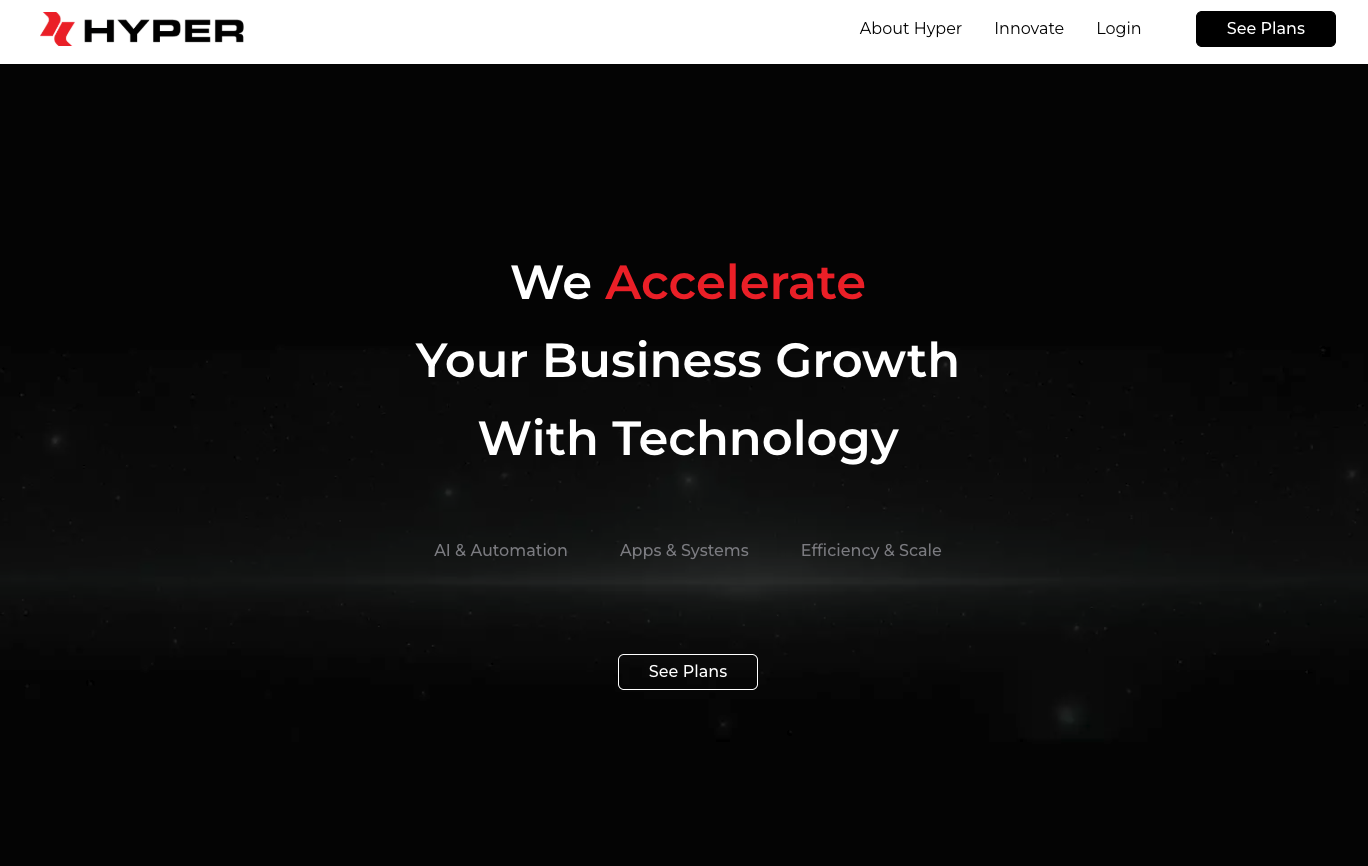 HYPER
About Hyper
Innovate
Login
See Plans
We Accelerate
Your Business Growth
With Technology
AI & Automation
Apps & Systems
Efficiency & Scale
See Plans